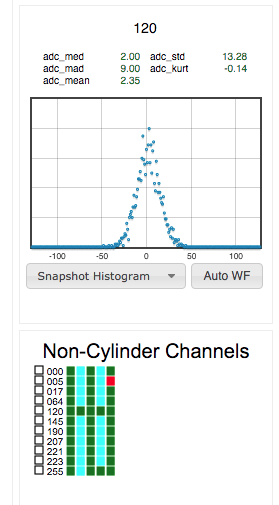 120
adc_med 2.00 adc_std 13.28
adc_mad 9.00 adc_kurt -0.14
adc_mean 2.35
-100 -50 0 50 100
Snapshot Histogram Auto WF
Non-Cylinder Channels
000
005
017
064
120
145
190
207
221
223
255